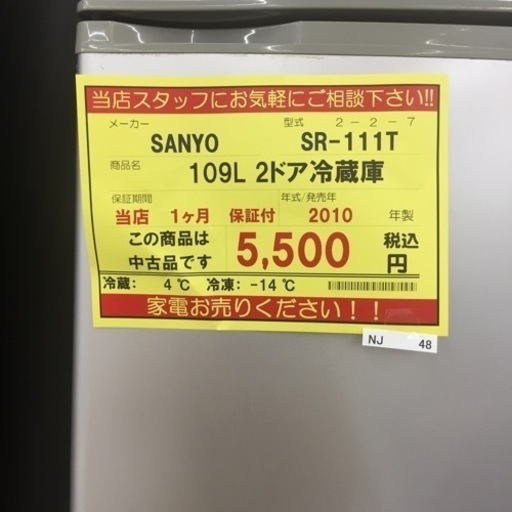 当店スタッフにお気軽にご相談下さい!!
メーカー 型式 2-2-7
SANYO SR-111T
商品名 109L 2ドア冷蔵庫
保証期間 年式/発売年
当店 1ヶ月 保証付 2010 年製
この商品は
中古品です 5,500 税込
円
冷蔵: 4℃ 冷凍: -14℃
家電お売りください!!
NJ 48